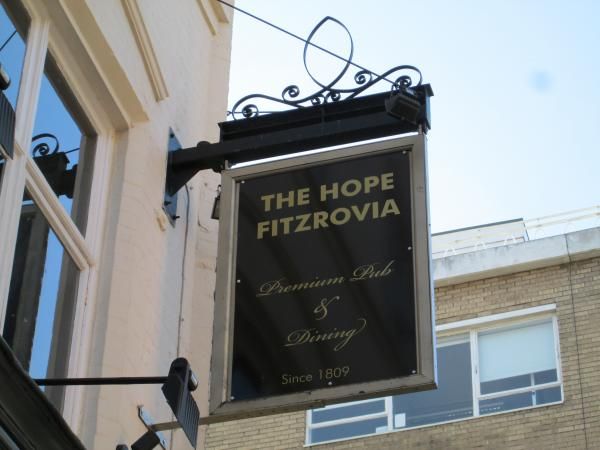 THE HOPE
FITZROVIA
Premium Pub
&
Dining
Since 1809